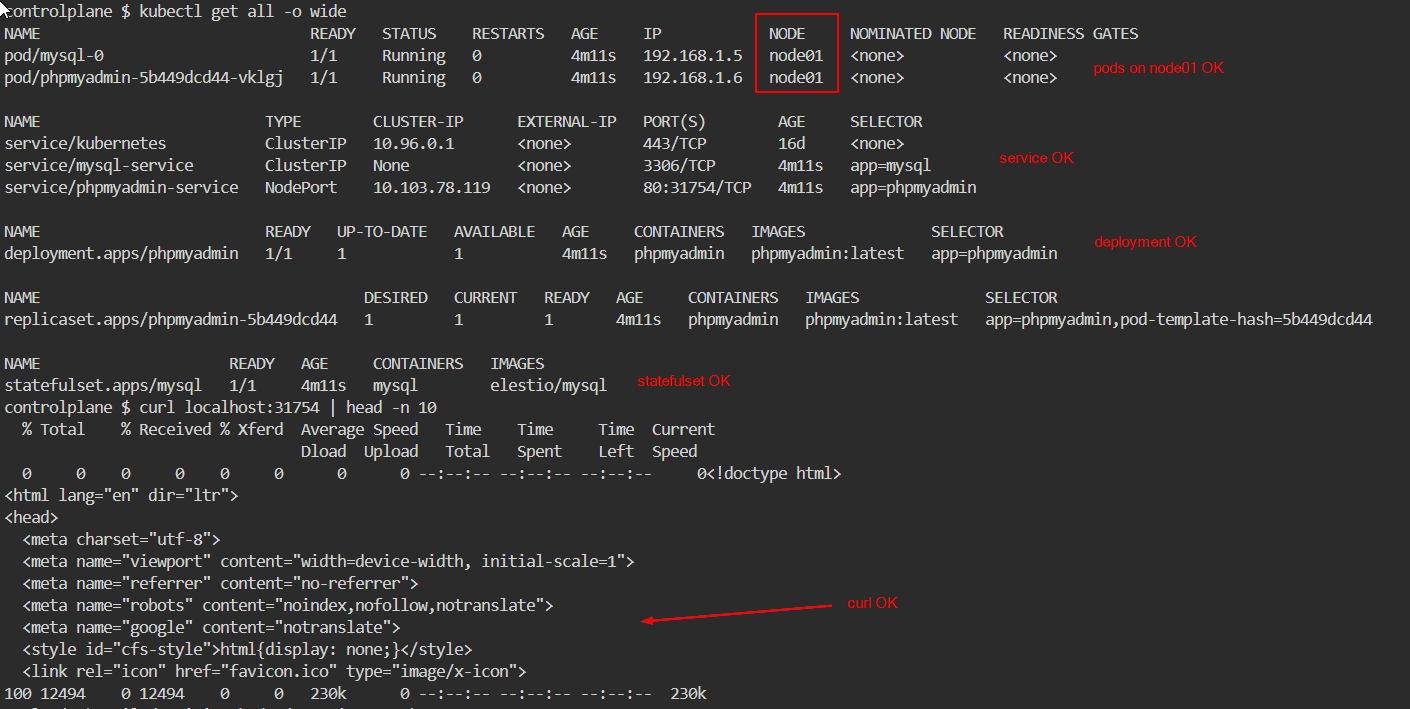 controlplane $ kubectl get all -o wide
NAME READY STATUS RESTARTS AGE IP NODE NOMINATED NODE READINESS GATES
pod/mysql-0 1/1 Running 0 4m11s 192.168.1.5 node01 <none> <none>
pod/phpmyadmin-5b449dcd44-vklgj 1/1 Running 0 4m11s 192.168.1.6 node01 <none> <none>
pods on node01 OK
NAME TYPE CLUSTER-IP EXTERNAL-IP PORT(S) AGE SELECTOR
service/kubernetes ClusterIP 10.96.0.1 <none> 443/TCP 16d <none>
service/mysql-service ClusterIP None <none> 3306/TCP 4m11s app=mysql
service OK
service/phpmyadmin-service NodePort 10.103.78.119 <none> 80:31754/TCP 4m11s app=phpmyadmin
NAME READY UP-TO-DATE AVAILABLE AGE CONTAINERS IMAGES SELECTOR
deployment.apps/phpmyadmin 1/1 1 1 4m11s phpmyadmin phpmyadmin:latest app=phpmyadmin
deployment OK
NAME DESIRED CURRENT READY AGE CONTAINERS IMAGES SELECTOR
replicaset.apps/phpmyadmin-5b449dcd44 1 1 1 4m11s phpmyadmin phpmyadmin:latest app=phpmyadmin,pod-template-hash=5b449dcd44
NAME READY AGE CONTAINERS IMAGES
statefulset.apps/mysql 1/1 4m11s mysql elestio/mysql
statefulset OK
controlplane $ curl localhost:31754 | head -n 10
% Total % Received % Xferd Average Speed Time Time Time Current
Dload Upload Total Spent Left Speed
0 0 0 0 0 0 0 0 --:--:-- --:--:-- --:--:-- 0<!doctype html>
<html lang="en" dir="ltr">
<head>
<meta charset="utf-8">
<meta name="viewport" content="width=device-width, initial-scale=1">
<meta name="referrer" content="no-referrer">
<meta name="robots" content="noindex,nofollow,notranslate">
curl OK
<meta name="google" content="notranslate">
<style id="cfs-style">html{display: none;}</style>
<link rel="icon" href="favicon.ico" type="image/x-icon">
100 12494 0 12494 0 0 230k 0 --:--:-- --:--:-- --:--:-- 230k